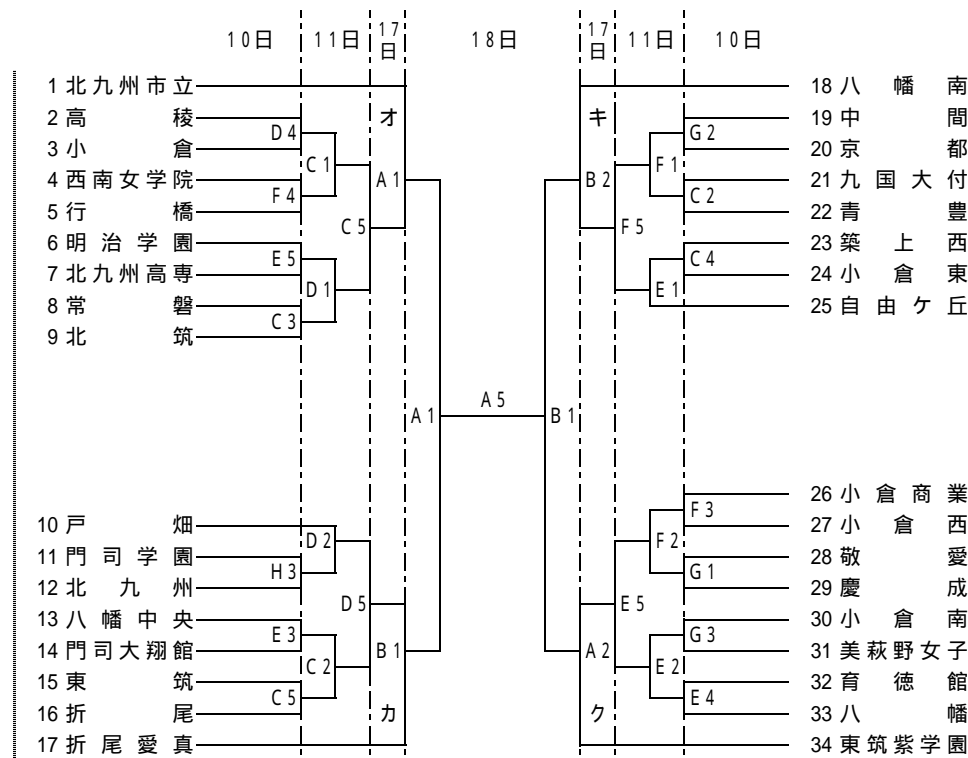 10日 11日 17日 18日 17日 11日 10日
1 北九州市立
2 高稜
3 小倉
4 西南女学院
5 行橋
6 明治学園
7 北九州高専
8 常磐
9 北筑
オ
D4
F4
E5
C3
C1
D1
C5
A1
10 戸畑
11 門司学園
12 北九州
13 八幡中央
14 門司大翔館
15 東筑
16 折尾
17 折尾愛真
H3
E3
C5
D2
C2
D5
B1
カ
A1
A5
B1
キ
B2
F5
F1
E1
G2
C2
C4
18 八幡南
19 中間
20 京都
21 九国大付
22 青豊
23 築上西
24 小倉東
25 自由ケ丘
A2
ク
E5
F2
E2
F3
G1
G3
E4
26 小倉商業
27 小倉西
28 敬愛
29 慶成
30 小倉南
31 美萩野女子
32 育徳館
33 八幡
34 東筑紫学園